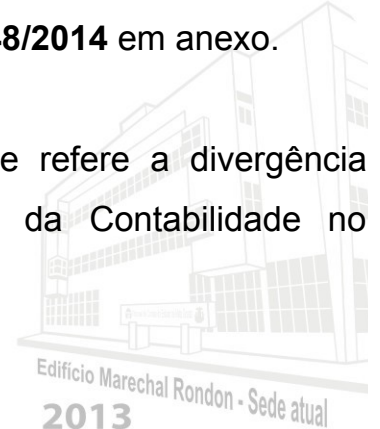 8/2014 em anexo.
e refere a divergência
da Contabilidade no
Edifício Marechal Rondon - Sede atual
2013